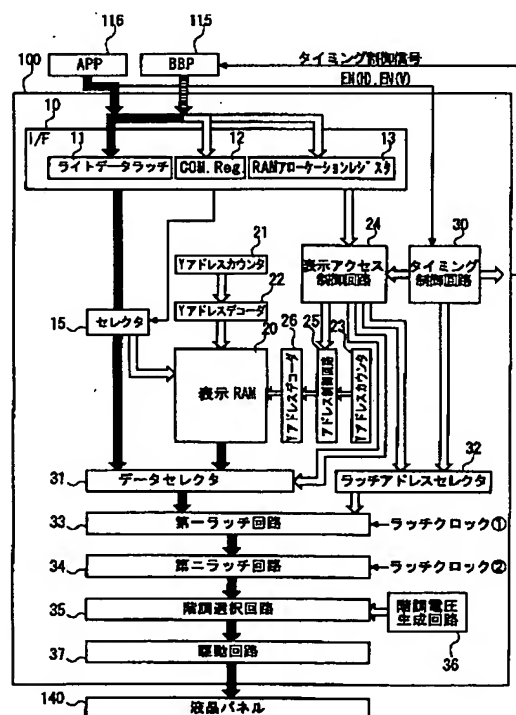 116
115
APP
BBP
タイミング制御信号
EN(H), EN(V)
100
10
I/F
11
12
13
ライトデータラッチ
COM.Reg
RAMアロケーションレジスタ
21
Yアドレスカウンタ
22
Yアドレスデコーダ
24
表示アクセス
制御回路
30
タイミング
制御回路
15
セレクタ
20
表示RAM
26
Yアドレスデコーダ
25
アドレス制御回路
23
Yアドレスカウンタ
32
31
データセレクタ
ラッチアドレスセレクタ
33
第一ラッチ回路
ラッチクロック①
34
第二ラッチ回路
ラッチクロック②
35
階調選択回路
階調電圧
生成回路
36
37
駆動回路
140
液晶パネル